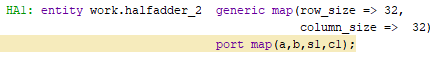 HA1: entity work.halfadder_2  generic map(row_size => 32,
column_size =>  32)
port map(a,b,s1,c1);